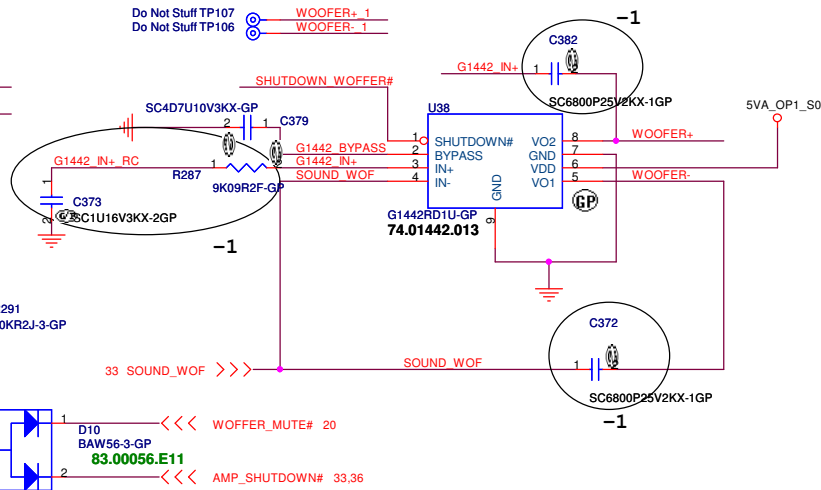 Do Not Stuff TP107
WOOFER+_1
Do Not Stuff TP106
WOOFER-_1
-1
C382
G1442_IN+
1
2
SC6800P25V2KX-1GP
SHUTDOWN_WOFFER#
5VA_OP1_S0
SC4D7U10V3KX-GP
U38
2
1
C379
G1442_BYPASS
G1442_IN+_RC
1
R287
9K09R2F-GP
G1442_IN+
SOUND_WOF
1 SHUTDOWN#
2 BYPASS
3 IN+
4 IN-
GND
9
VO2 8
GND 7
VDD 6
VO1 5
WOOFER+
WOOFER-
GP
G1442RD1U-GP
74.01442.013
1
C373
2
SC1U16V3KX-2GP
-1
291
0KR2J-3-GP
C372
33 SOUND_WOF
SOUND_WOF
1
2
SC6800P25V2KX-1GP
-1
1
D10
BAW56-3-GP
83.00056.E11
2
WOFFER_MUTE# 20
AMP_SHUTDOWN# 33,36